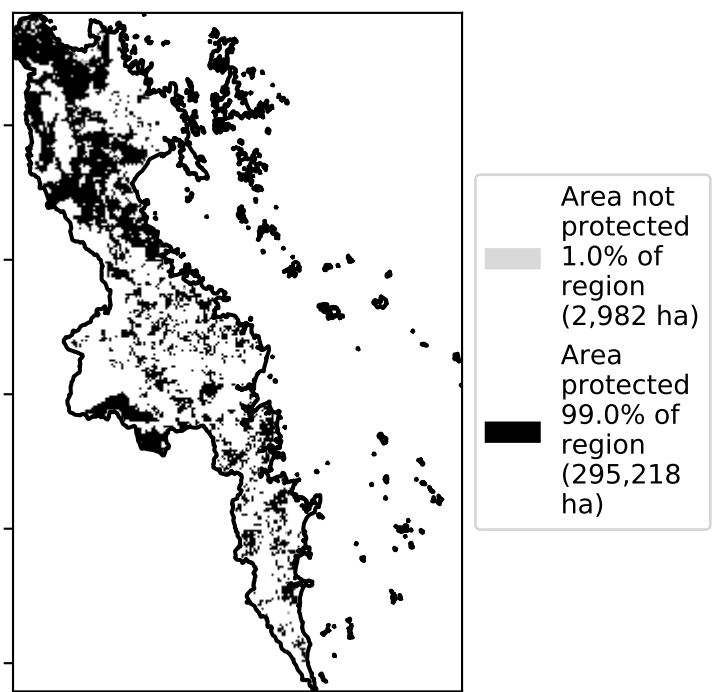 Area not
protected
1.0% of
region
(2,982 ha)
Area
protected
99.0% of
region
(295,218
ha)